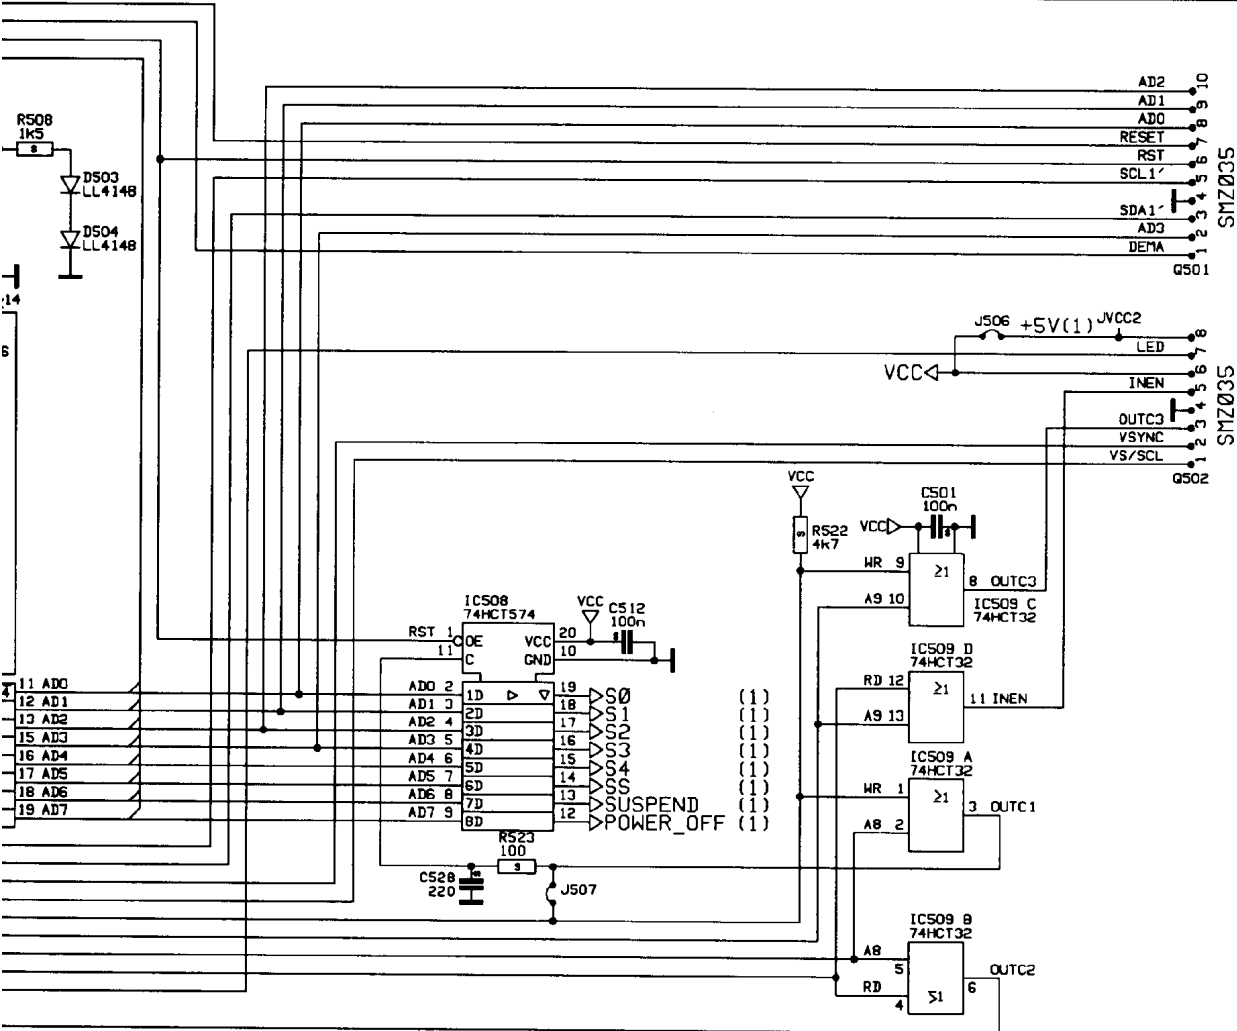 AD2 10
AD1 9
AD0 8
RESET 7
RST 6
SCL1′ 5
4
SDA1′ 3
AD3 2
DEMA 1
Q501
SMZ035
R508
1K5
s
D503
LL4148
D504
LL4148
14
6
J506 +5V(1) JVCC2 8
LED 7
VCC 6
INEN 5
4
OUTC3 3
VSYNC 2
VS/SCL 1
Q502
SMZ035
VCC
R522
4k7
s
C501
100n
VCC
s
WR 9
≥1
8 OUTC3
A9 10
IC509 C
74HCT32
IC508
74HCT574
VCC
C512
100n
s
RST 1 OE VCC 20
11 C GND 10
IC509 D
74HCT32
RD 12
≥1
11 INEN
A9 13
4
11 AD0
12 AD1
13 AD2
15 AD3
16 AD4
17 AD5
18 AD6
19 AD7
AD0 2 1D 19 S0 (1)
AD1 3 2D 18 S1 (1)
AD2 4 3D 17 S2 (1)
AD3 5 4D 16 S3 (1)
AD4 6 5D 15 S4 (1)
AD5 7 6D 14 SS (1)
AD6 8 7D 13 SUSPEND (1)
AD7 9 8D 12 POWER_OFF (1)
IC509 A
74HCT32
WR 1
≥1
3 OUTC1
A8 2
R523
100
s
C528
220
s
J507
IC509 B
74HCT32
A8
5
OUTC2
6
RD
4
≥1